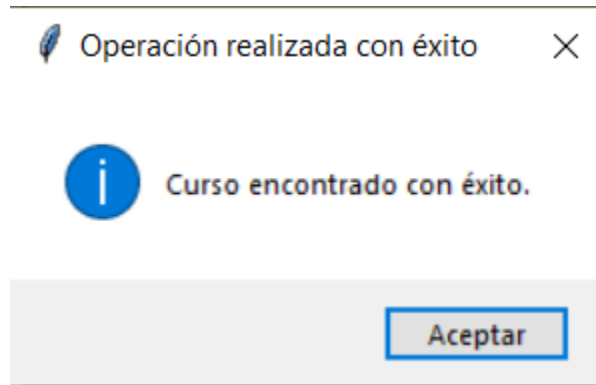 Operación realizada con éxito
Curso encontrado con éxito.
Aceptar